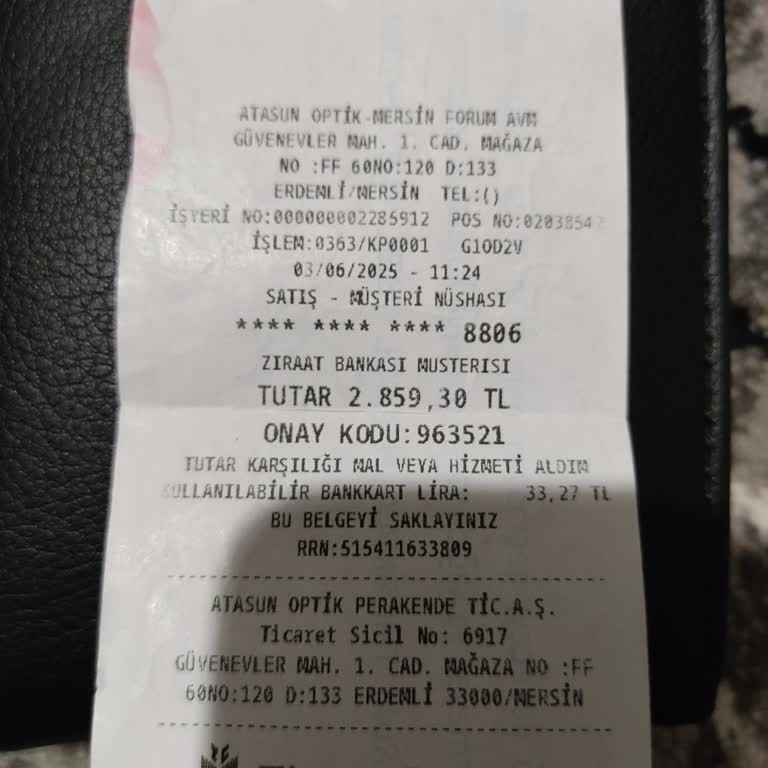 ATASUN OPTİK-MERSİN FORUM AVM
GÜVENEVLER MAH. 1. CAD. MAĞAZA
NO :FF 60NO:120 D:133
ERDEMLİ/MERSİN TEL:()
İŞYERİ NO:000000002285912 POS NO:02038542
İŞLEM:0363/KP0001 G10D2V
03/06/2025 - 11:24
SATIŞ - MÜŞTERİ NÜSHASI
**** **** **** 8806
ZIRAAT BANKASI MUSTERISI
TUTAR 2.859,30 TL
ONAY KODU:963521
TUTAR KARŞILIĞI MAL VEYA HİZMETİ ALDIM
KULLANILABİLİR BANKKART LİRA: 33,27 TL
BU BELGEYİ SAKLAYINIZ
RRN:515411633809
ATASUN OPTİK PERAKENDE TİC.A.Ş.
Ticaret Sicil No: 6917
GÜVENEVLER MAH. 1. CAD. MAĞAZA NO :FF
60NO:120 D:133 ERDEMLİ 33000/MERSİN